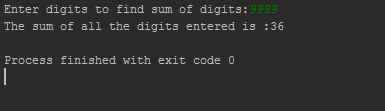 Enter digits to find sum of digits:9999
The sum of all the digits entered is :36
Process finished with exit code 0